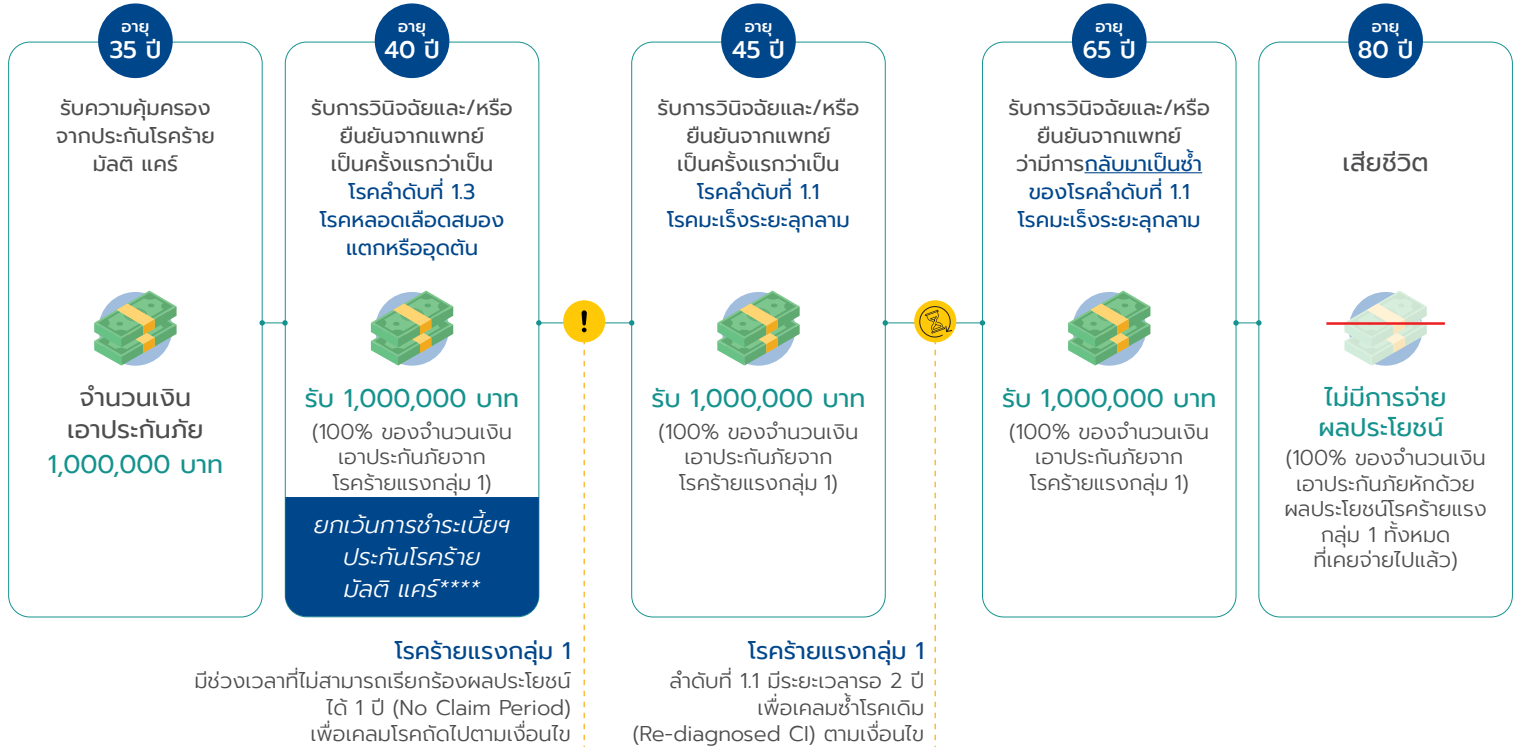 อายุ
35 ปี
รับความคุ้มครอง
จากประกันโรคร้าย
มัลติ แคร์
จำนวนเงิน
เอาประกันภัย
1,000,000 บาท
อายุ
40 ปี
รับการวินิจฉัยและ/หรือ
ยืนยันจากแพทย์
เป็นครั้งแรกว่าเป็น
โรคลำดับที่ 1.3
โรคหลอดเลือดสมอง
แตกหรืออุดตัน
รับ 1,000,000 บาท
(100% ของจำนวนเงิน
เอาประกันภัยจาก
โรคร้ายแรงกลุ่ม 1)
ยกเว้นการชำระเบี้ยฯ
ประกันโรคร้าย
มัลติ แคร์****
!
โรคร้ายแรงกลุ่ม 1
มีช่วงเวลาที่ไม่สามารถเรียกร้องผลประโยชน์
ได้ 1 ปี (No Claim Period)
เพื่อเคลมโรคถัดไปตามเงื่อนไข
อายุ
45 ปี
รับการวินิจฉัยและ/หรือ
ยืนยันจากแพทย์
เป็นครั้งแรกว่าเป็น
โรคลำดับที่ 1.1
โรคมะเร็งระยะลุกลาม
รับ 1,000,000 บาท
(100% ของจำนวนเงิน
เอาประกันภัยจาก
โรคร้ายแรงกลุ่ม 1)
โรคร้ายแรงกลุ่ม 1
ลำดับที่ 1.1 มีระยะเวลารอ 2 ปี
เพื่อเคลมซ้ำโรคเดิม
(Re-diagnosed CI) ตามเงื่อนไข
อายุ
65 ปี
รับการวินิจฉัยและ/หรือ
ยืนยันจากแพทย์
ว่ามีการกลับมาเป็นซ้ำ
ของโรคลำดับที่ 1.1
โรคมะเร็งระยะลุกลาม
รับ 1,000,000 บาท
(100% ของจำนวนเงิน
เอาประกันภัยจาก
โรคร้ายแรงกลุ่ม 1)
อายุ
80 ปี
เสียชีวิต
ไม่มีการจ่าย
ผลประโยชน์
(100% ของจำนวนเงิน
เอาประกันภัยหักด้วย
ผลประโยชน์โรคร้ายแรง
กลุ่ม 1 ทั้งหมด
ที่เคยจ่ายไปแล้ว)